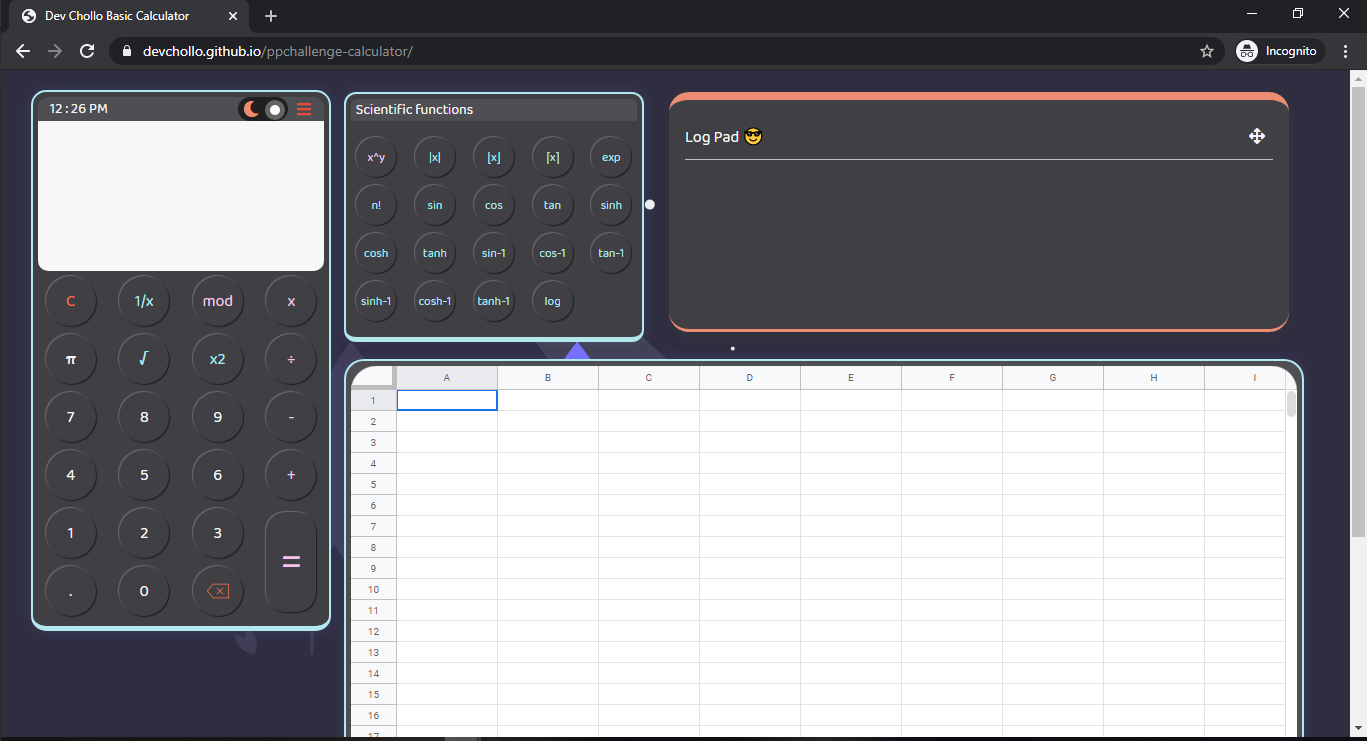 Dev Chollo Basic Calculator
devchollo.github.io/ppchallenge-calculator/
Incognito
12:26 PM
C 1/x mod x
π √ x2 ÷
7 8 9 -
4 5 6 +
1 2 3 =
. 0
Scientific Functions
x^y |x| ⌊x⌋ ⌈x⌉ exp
n! sin cos tan sinh
cosh tanh sin-1 cos-1 tan-1
sinh-1 cosh-1 tanh-1 log
Log Pad 😎
A B C D E F G H I
1
2
3
4
5
6
7
8
9
10
11
12
13
14
15
16
17